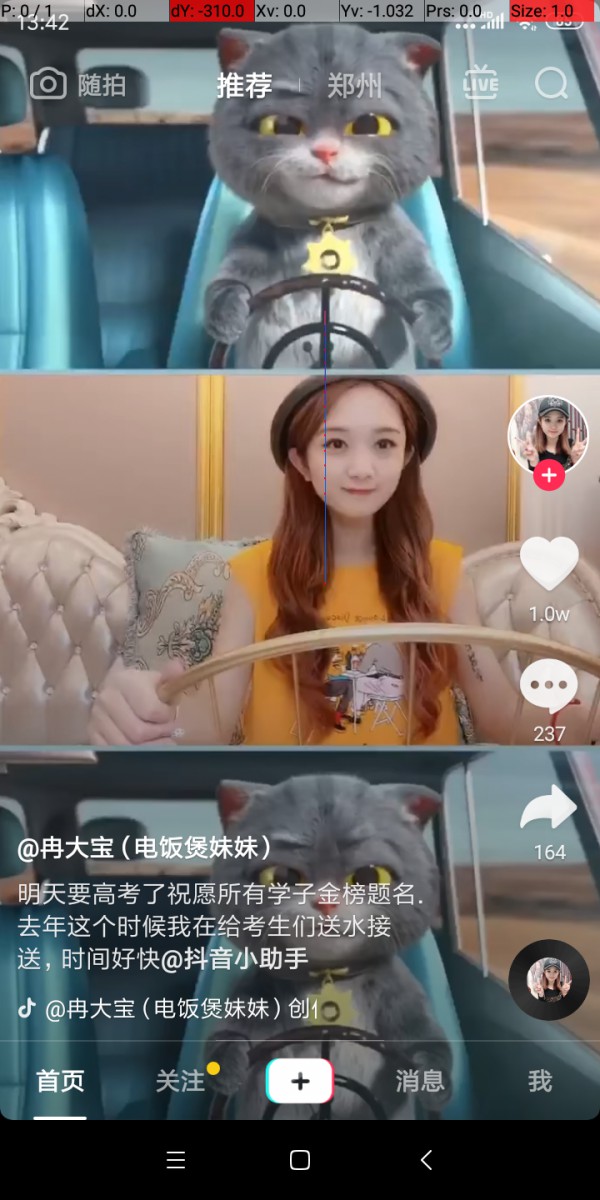 P: 0 / 1 dX: 0.0 dY: -310.0 Xv: 0.0 Yv: -1.032 Prs: 0.0 Size: 1.0
13:42
随拍 推荐 郑州 LIVE
1.0w
237
164
@冉大宝(电饭煲妹妹)
明天要高考了祝愿所有学子金榜题名.
去年这个时候我在给考生们送水接
送，时间好快@抖音小助手
@冉大宝(电饭煲妹妹)创
首页 关注 消息 我